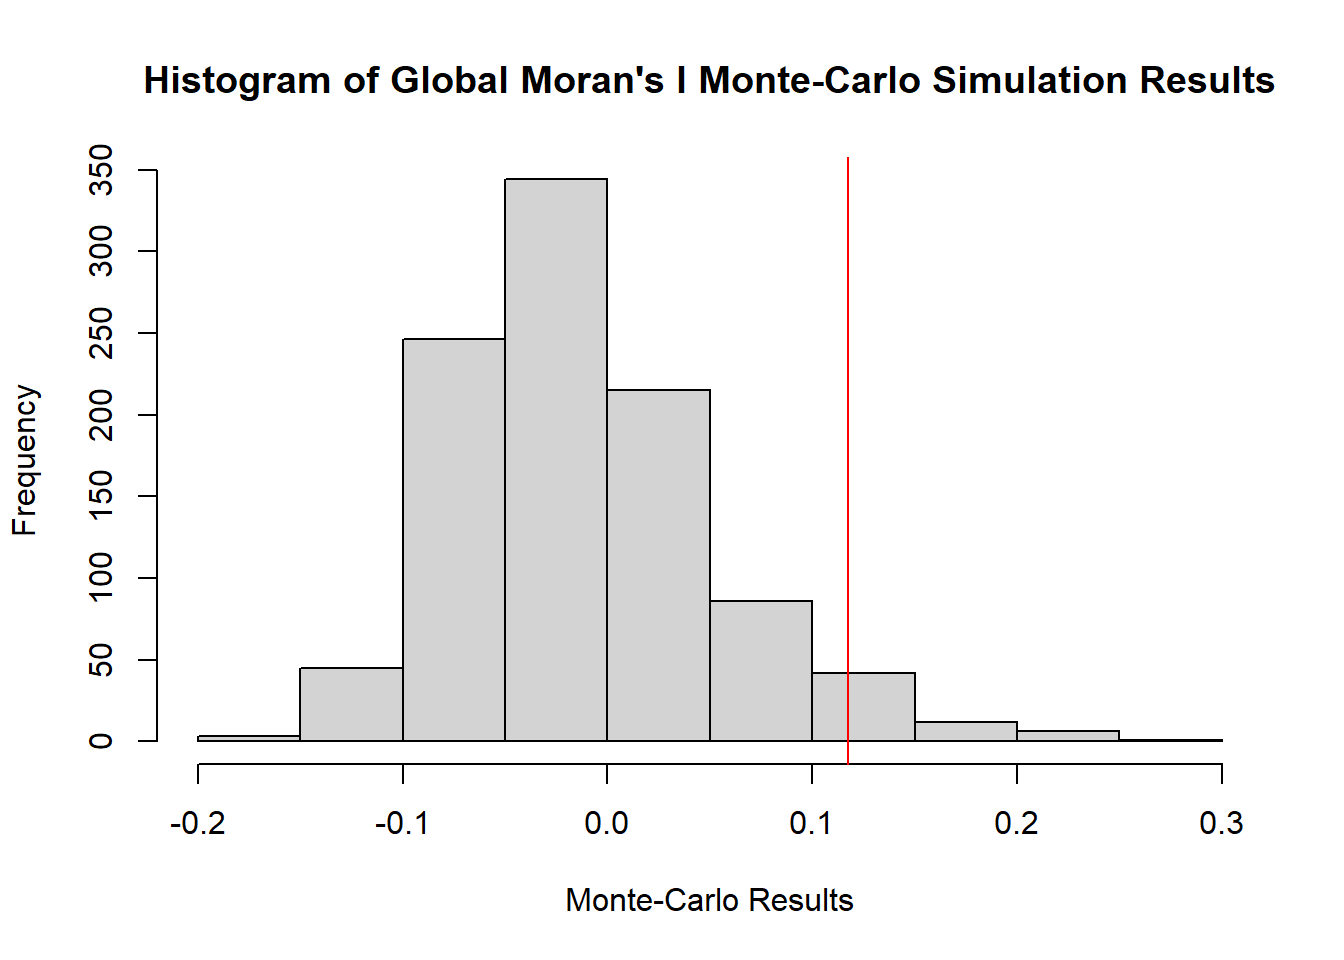 Histogram of Global Moran's I Monte-Carlo Simulation Results
Frequency
350
300
250
200
150
100
50
0
-0.2 -0.1 0.0 0.1 0.2 0.3
Monte-Carlo Results